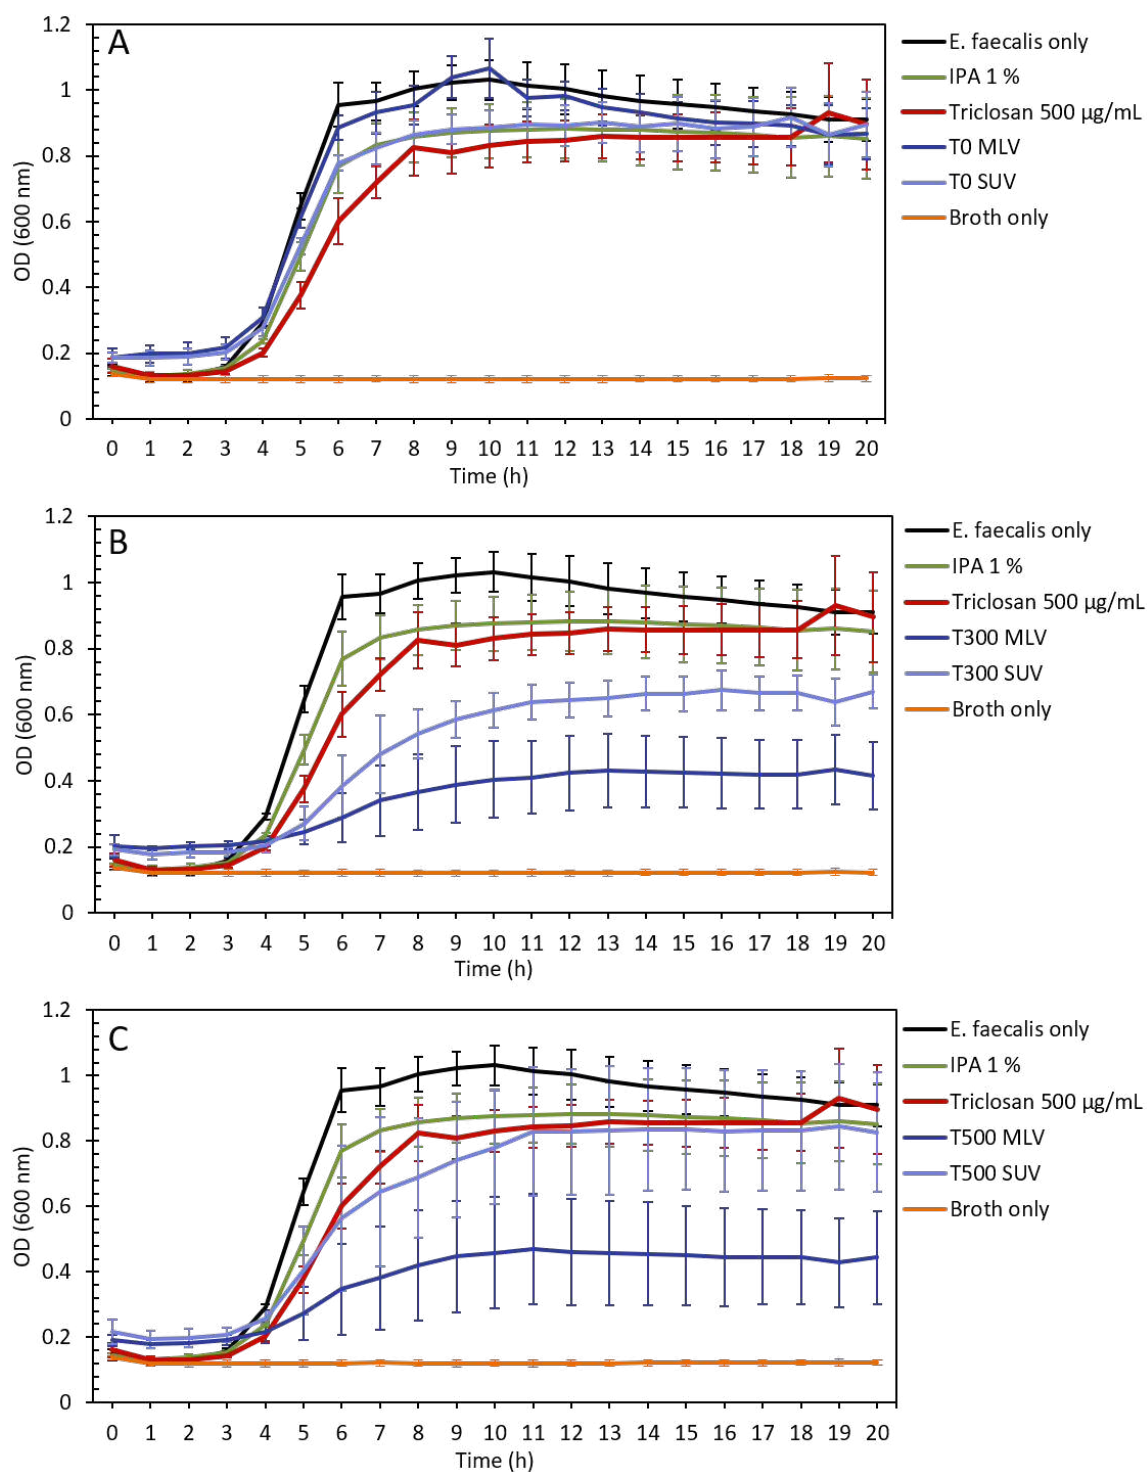 A
1.2
1
0.8
0.6
0.4
0.2
0
OD (600 nm)
0 1 2 3 4 5 6 7 8 9 10 11 12 13 14 15 16 17 18 19 20
Time (h)
E. faecalis only
IPA 1 %
Triclosan 500 µg/mL
T0 MLV
T0 SUV
Broth only
B
1.2
1
0.8
0.6
0.4
0.2
0
OD (600 nm)
0 1 2 3 4 5 6 7 8 9 10 11 12 13 14 15 16 17 18 19 20
Time (h)
E. faecalis only
IPA 1 %
Triclosan 500 µg/mL
T300 MLV
T300 SUV
Broth only
C
1.2
1
0.8
0.6
0.4
0.2
0
OD (600 nm)
0 1 2 3 4 5 6 7 8 9 10 11 12 13 14 15 16 17 18 19 20
Time (h)
E. faecalis only
IPA 1 %
Triclosan 500 µg/mL
T500 MLV
T500 SUV
Broth only